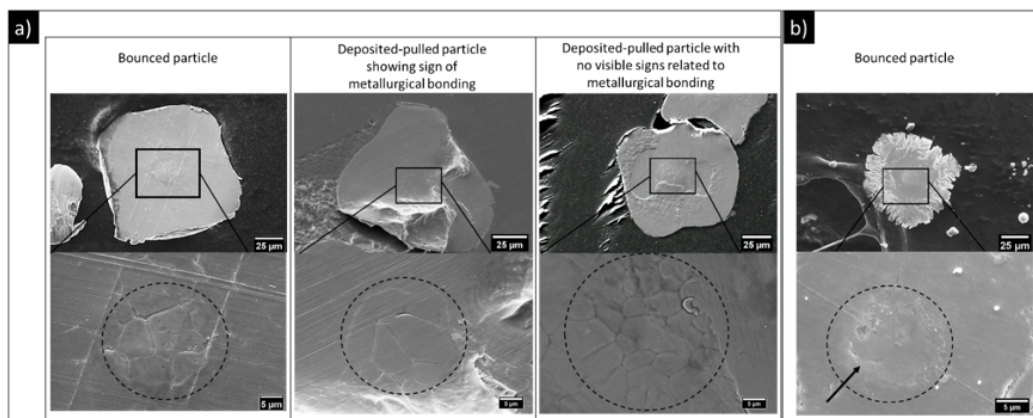 a)
b)
Bounced particle
Deposited-pulled particle
showing sign of
metallurgical bonding
Deposited-pulled particle with
no visible signs related to
metallurgical bonding
Bounced particle
25 µm
25 µm
25 µm
25 µm
5 µm
5 µm
5 µm
5 µm